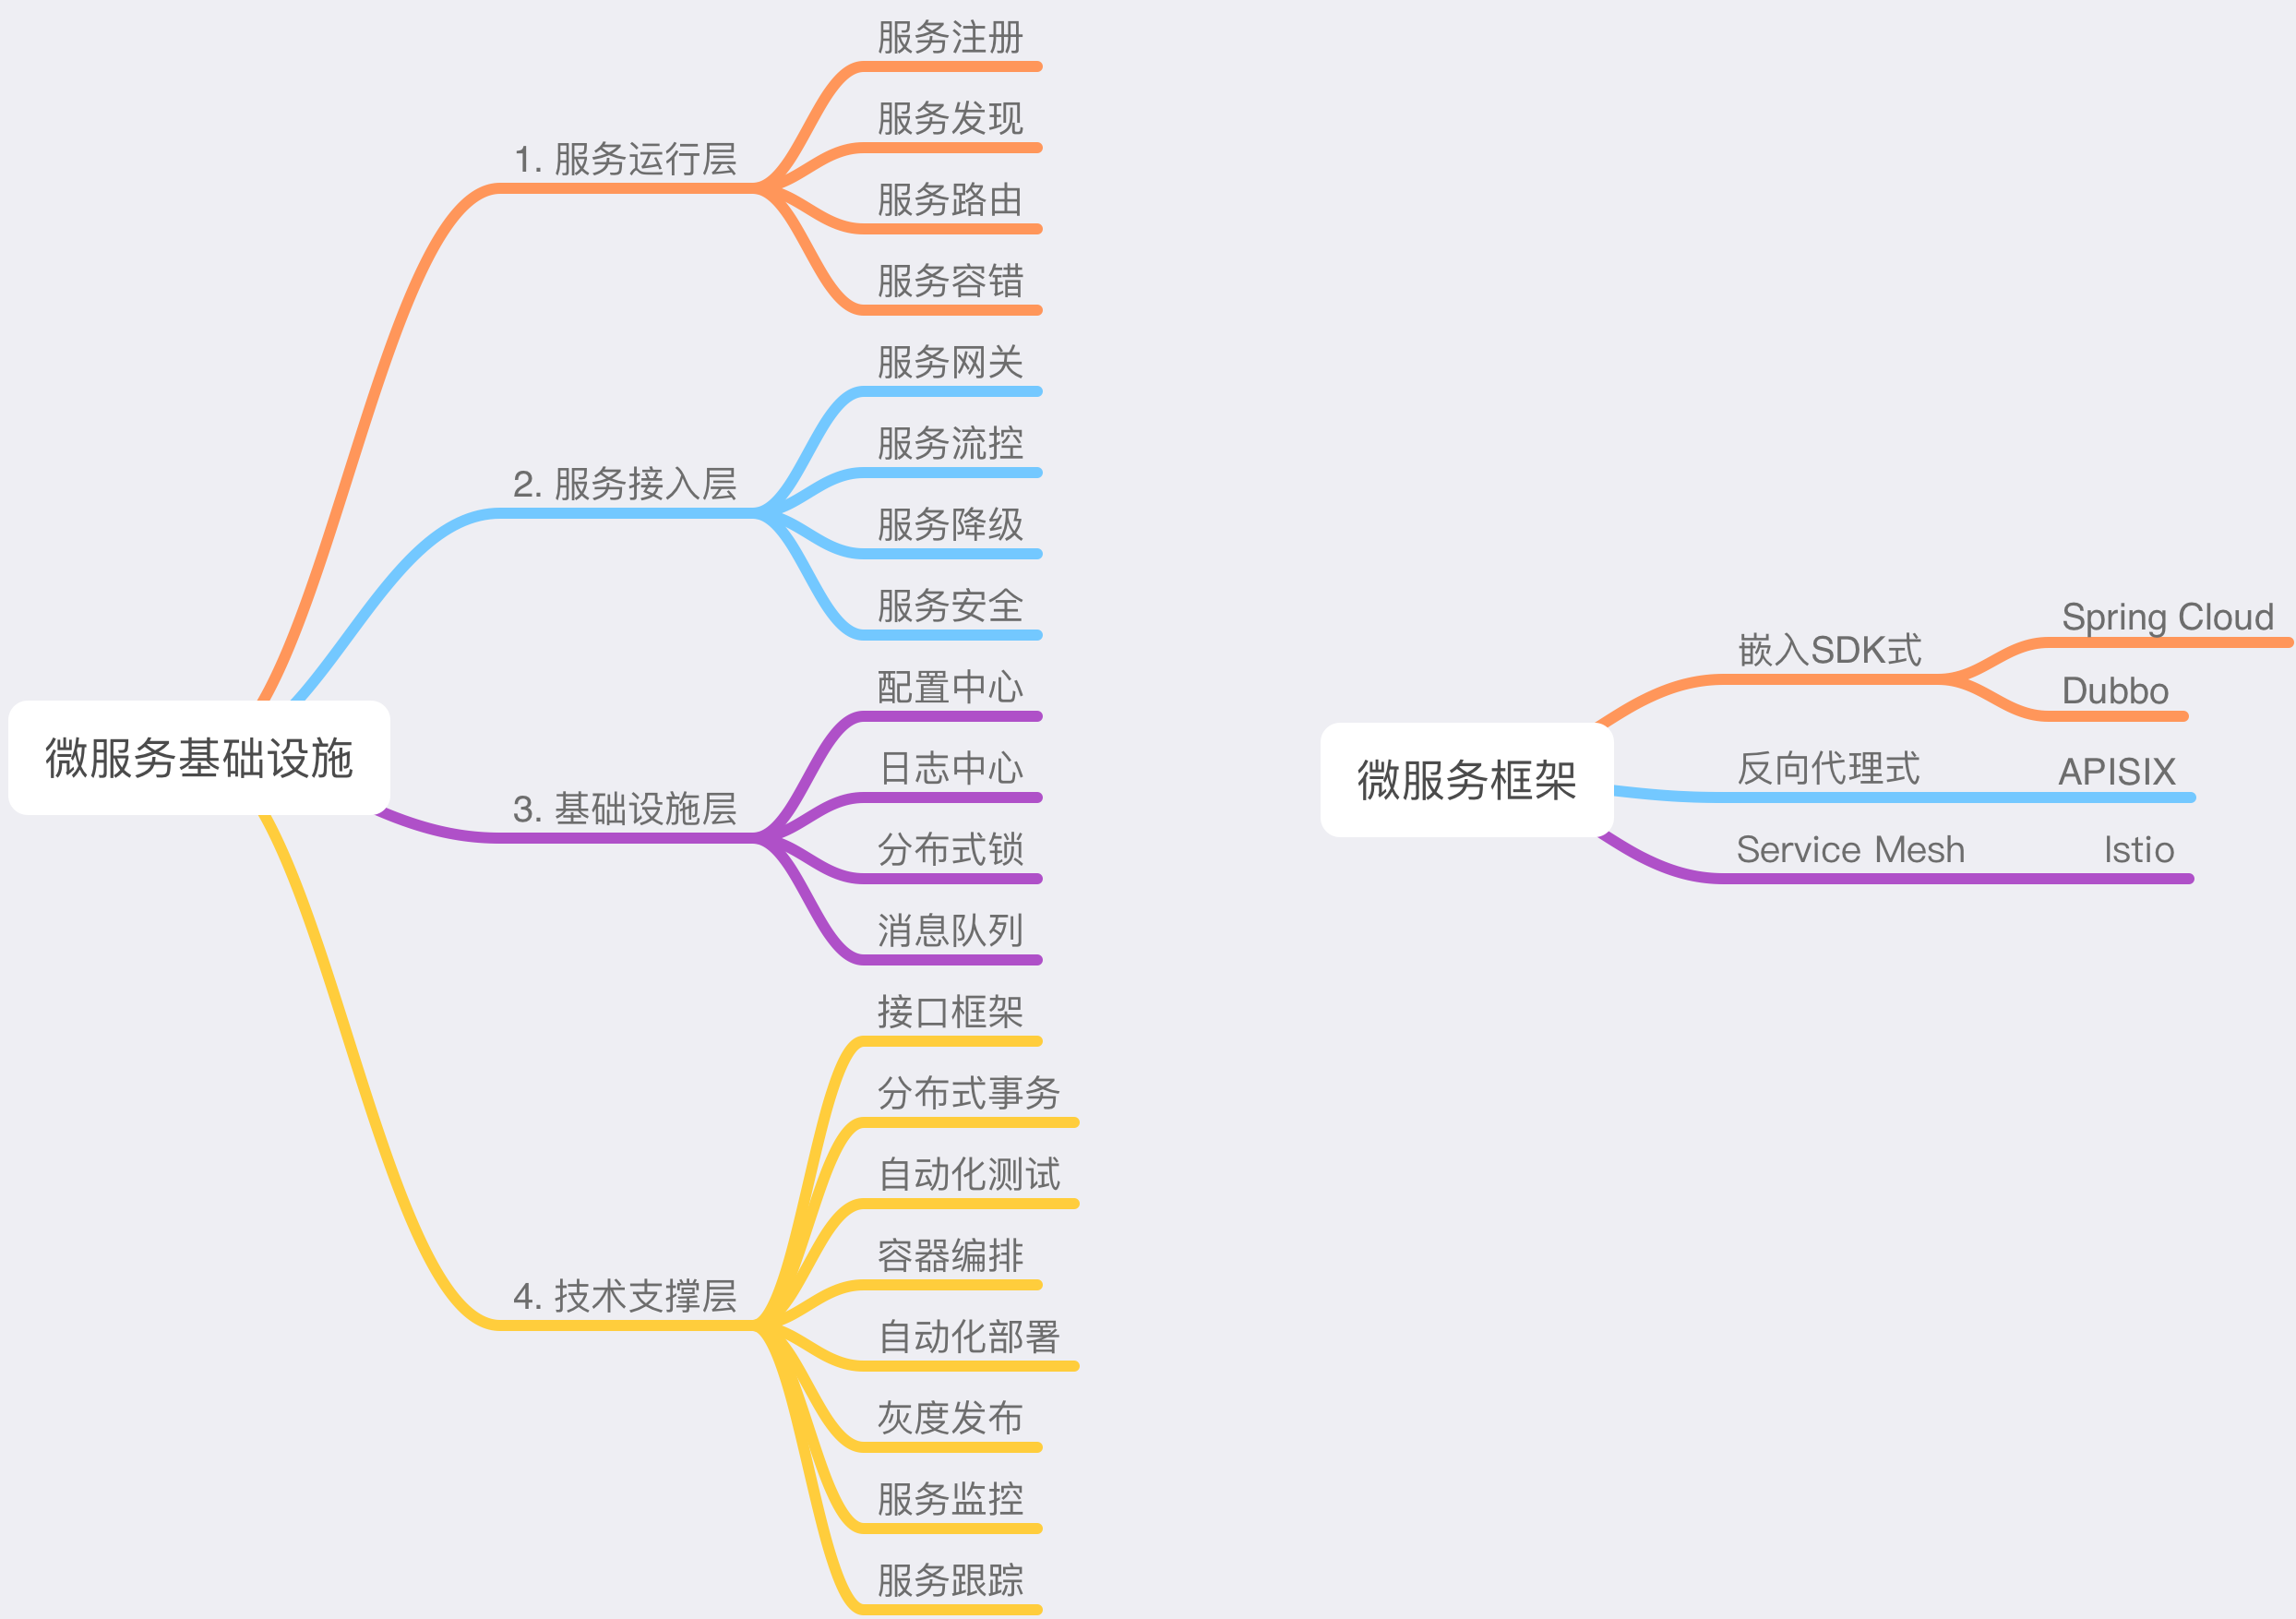 微服务基础设施
1. 服务运行层
服务注册
服务发现
服务路由
服务容错
2. 服务接入层
服务网关
服务流控
服务降级
服务安全
3. 基础设施层
配置中心
日志中心
分布式锁
消息队列
4. 技术支撑层
接口框架
分布式事务
自动化测试
容器编排
自动化部署
灰度发布
服务监控
服务跟踪
微服务框架
嵌入SDK式
Spring Cloud
Dubbo
反向代理式
APISIX
Service Mesh
Istio